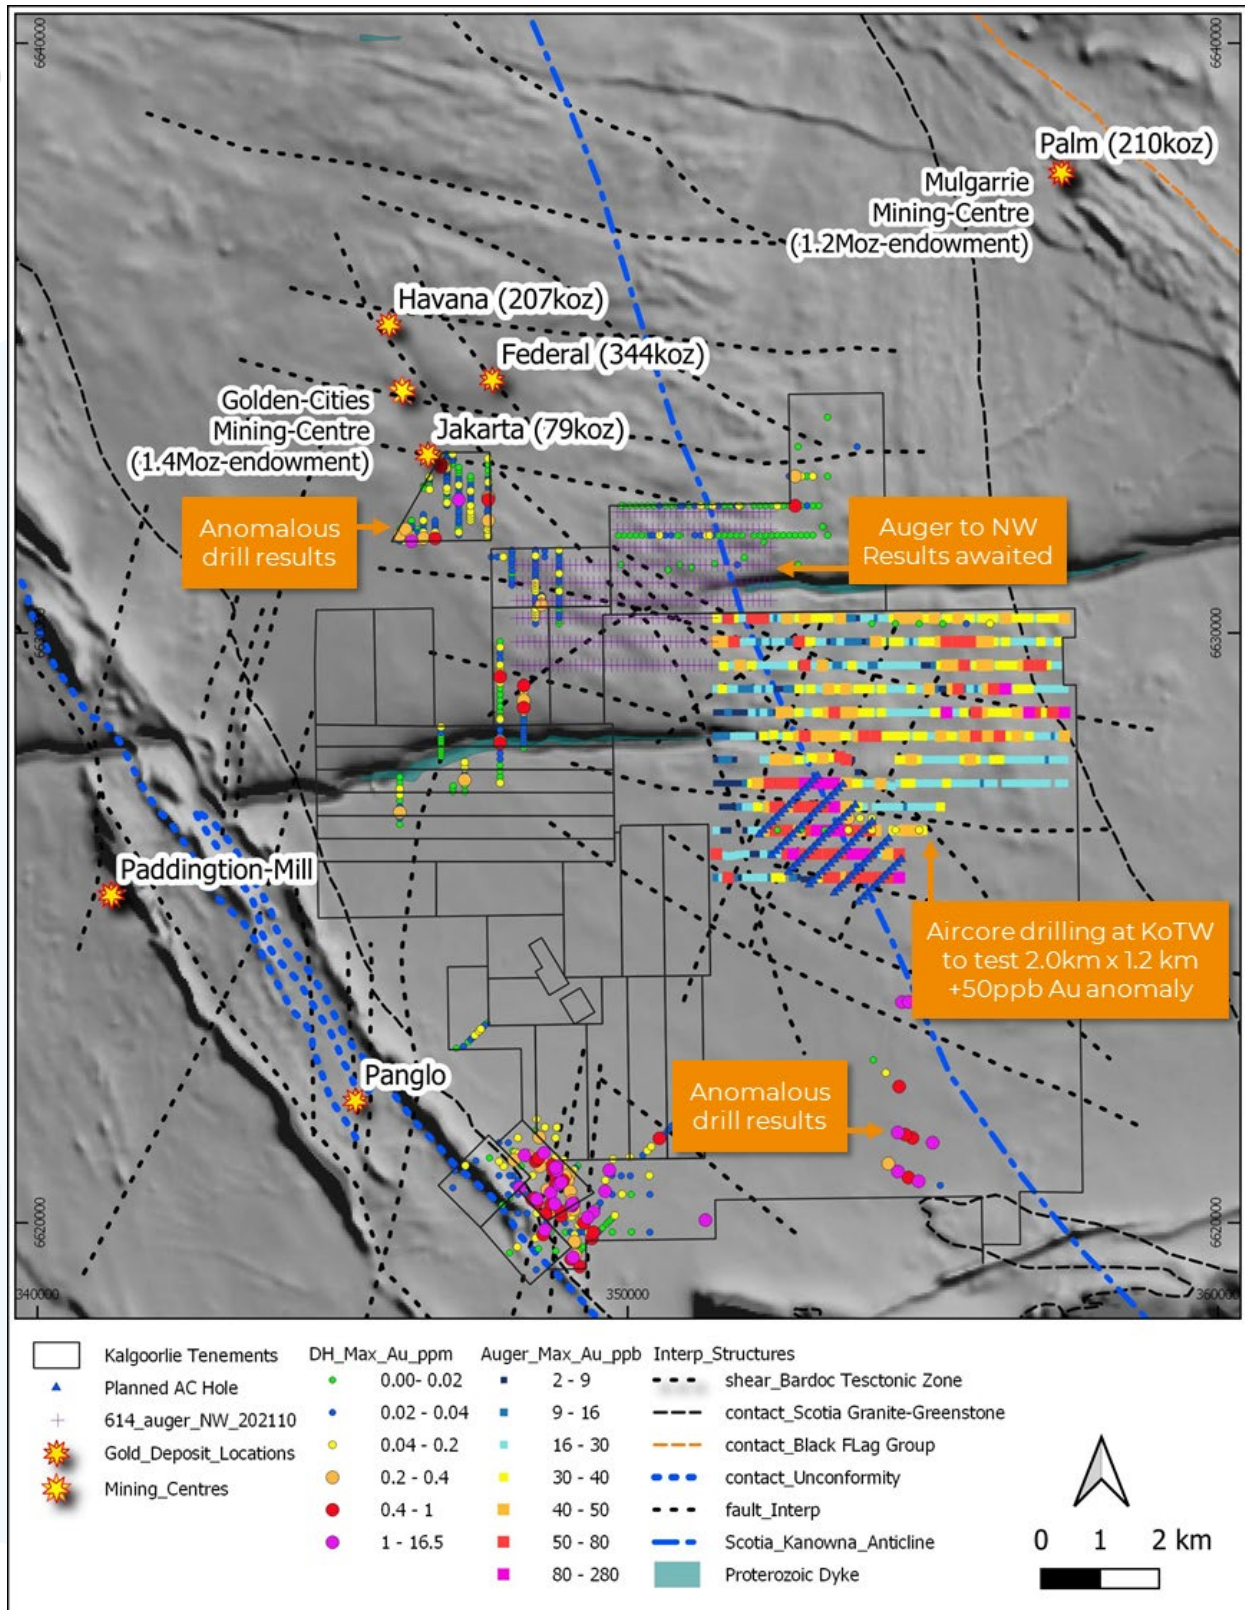 6640000
6640000
Palm (210koz)
Mulgarrie
Mining-Centre
(1.2Moz-endowment)
Havana (207koz)
Federal (344koz)
Golden-Cities
Mining-Centre
(1.4Moz-endowment)
Jakarta (79koz)
Anomalous
drill results
Auger to NW
Results awaited
6630000
Paddington-Mill
Aircore drilling at KoTW
to test 2.0km x 1.2 km
+50ppb Au anomaly
Panglo
Anomalous
drill results
6620000
6620000
340000
350000
360000
Kalgoorlie Tenements
Planned AC Hole
614_auger_NW_202110
Gold_Deposit_Locations
Mining_Centres
DH_Max_Au_ppm
0.00- 0.02
0.02 - 0.04
0.04 - 0.2
0.2 - 0.4
0.4 - 1
1 - 16.5
Auger_Max_Au_ppb
2 - 9
9 - 16
16 - 30
30 - 40
40 - 50
50 - 80
80 - 280
Interp_Structures
shear_Bardoc Tesctonic Zone
contact_Scotia Granite-Greenstone
contact_Black FLag Group
contact_Unconformity
fault_Interp
Scotia_Kanowna_Anticline
Proterozoic Dyke
0 1 2 km